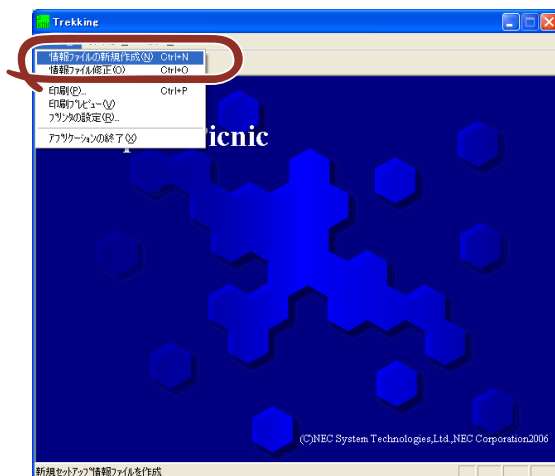 Trekking
情報ファイルの新規作成(N) Ctrl+N
情報ファイル修正(O) Ctrl+O
印刷(P)... Ctrl+P
印刷プレビュー(V)
プリンタの設定(R)...
アプリケーションの終了(X)
icnic
(C)NEC System Technologies,Ltd.,NEC Corporation2006
新規セットアップ情報ファイルを作成